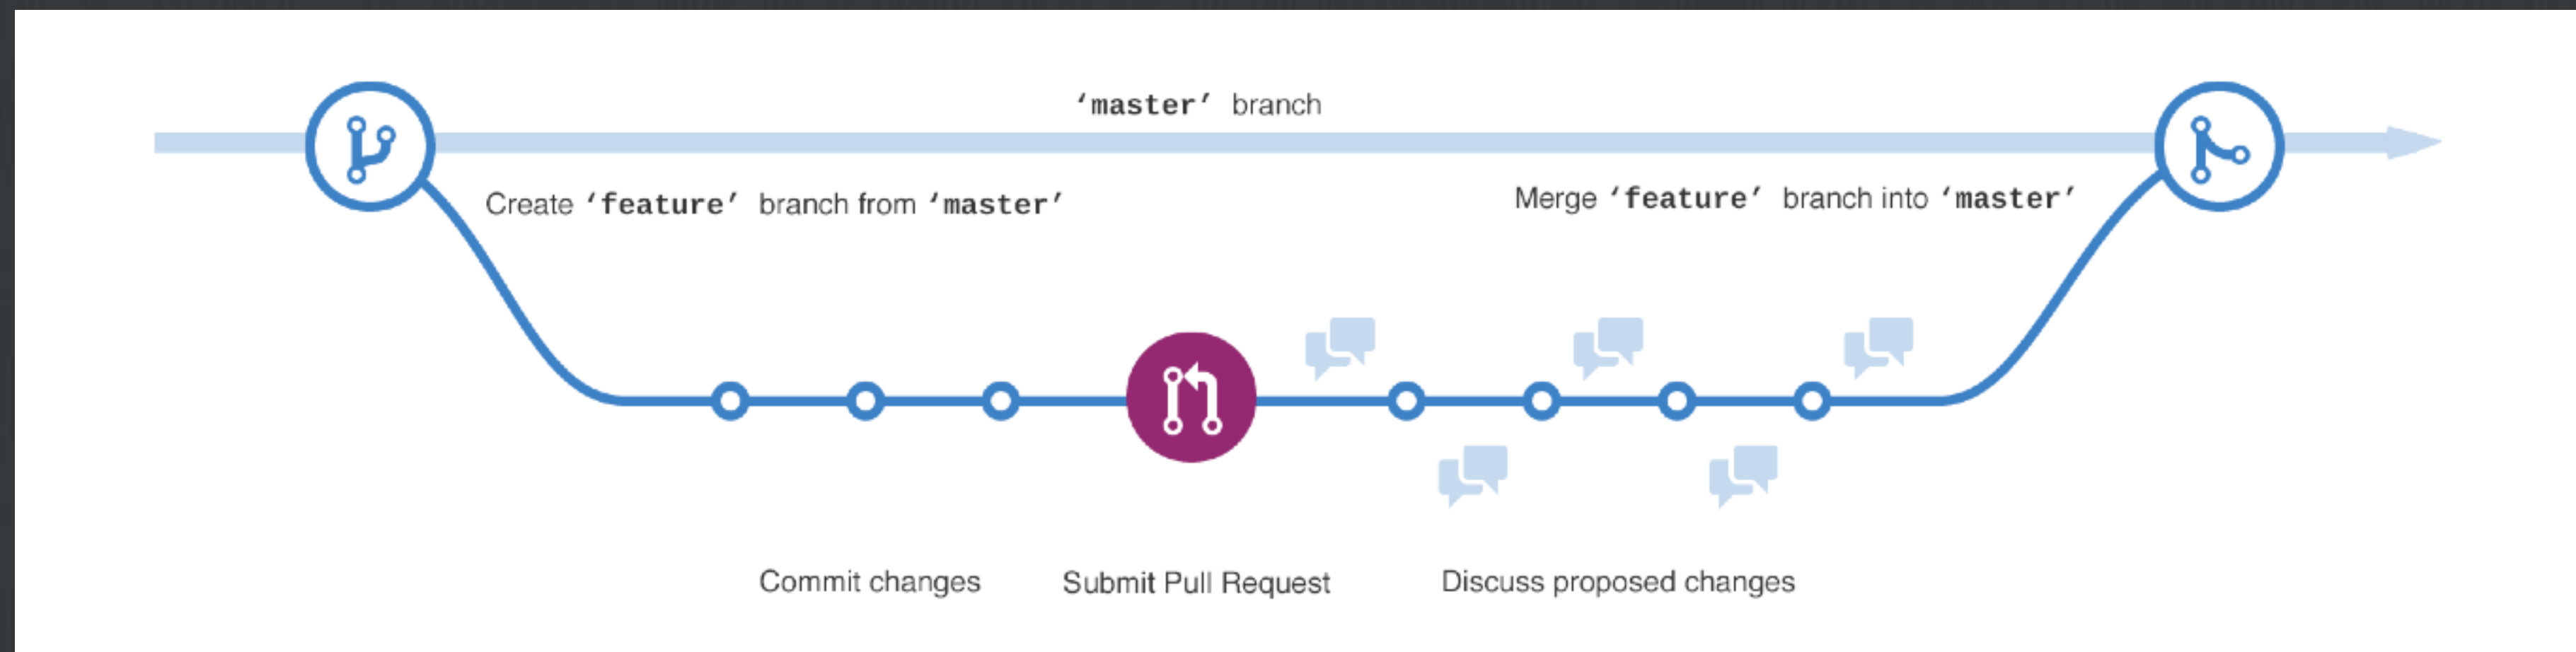 ‘master’ branch
Create ‘feature’ branch from ‘master’
Merge ‘feature’ branch into ‘master’
Commit changes
Submit Pull Request
Discuss proposed changes